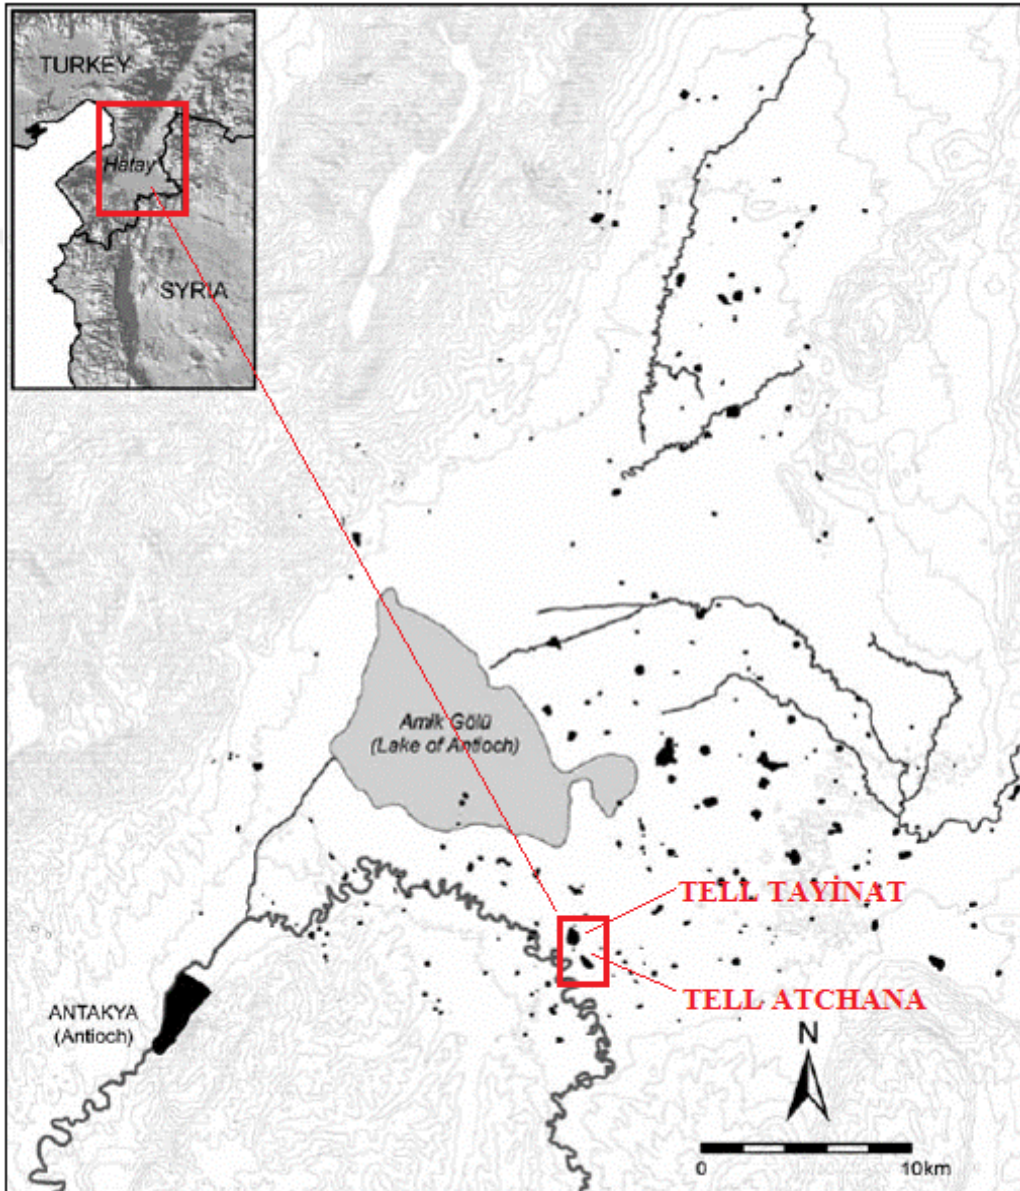 TURKEY
Hatay
SYRIA
Amik Gölü
(Lake of Antioch)
TELL TAYİNAT
TELL ATCHANA
ANTAKYA
(Antioch)
N
0 10km